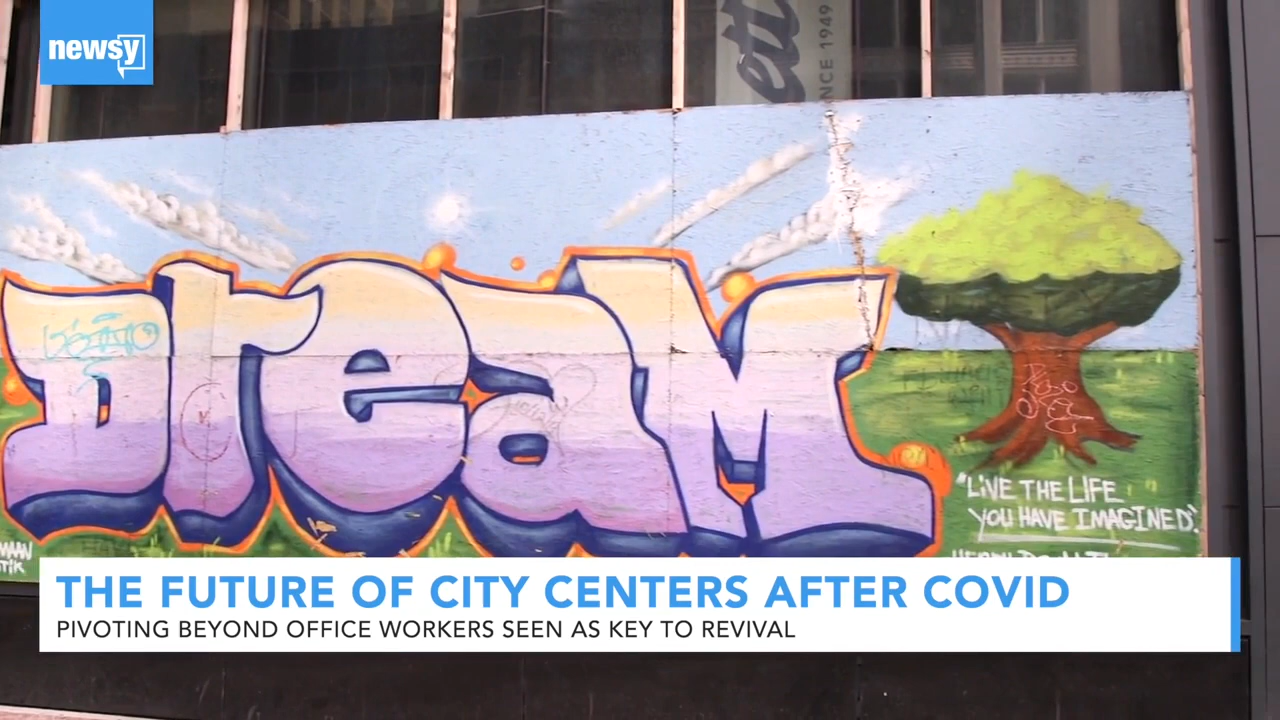 newsy
NCE 1949
Dream
"LIVE THE LIFE
YOU HAVE IMAGINED".
THE FUTURE OF CITY CENTERS AFTER COVID
PIVOTING BEYOND OFFICE WORKERS SEEN AS KEY TO REVIVAL